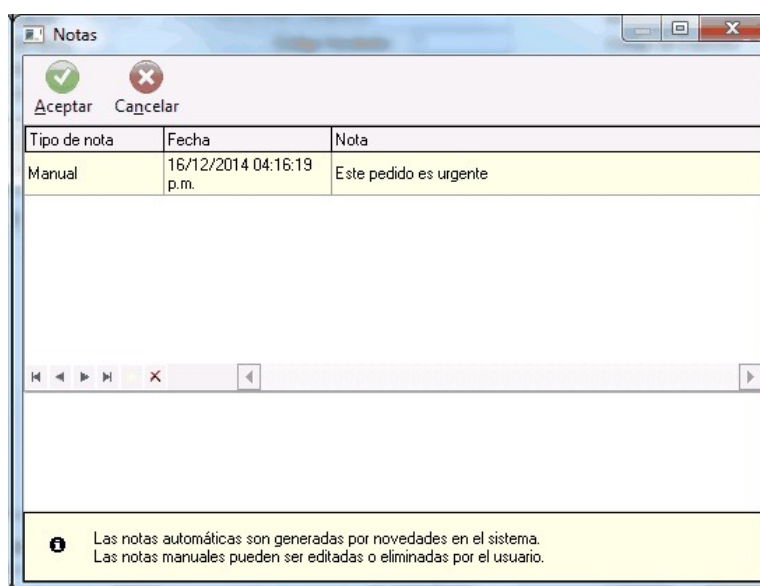 Notas
Aceptar Cancelar
Tipo de nota Fecha Nota
Manual 16/12/2014 04:16:19 p.m. Este pedido es urgente
Las notas automáticas son generadas por novedades en el sistema.
Las notas manuales pueden ser editadas o eliminadas por el usuario.